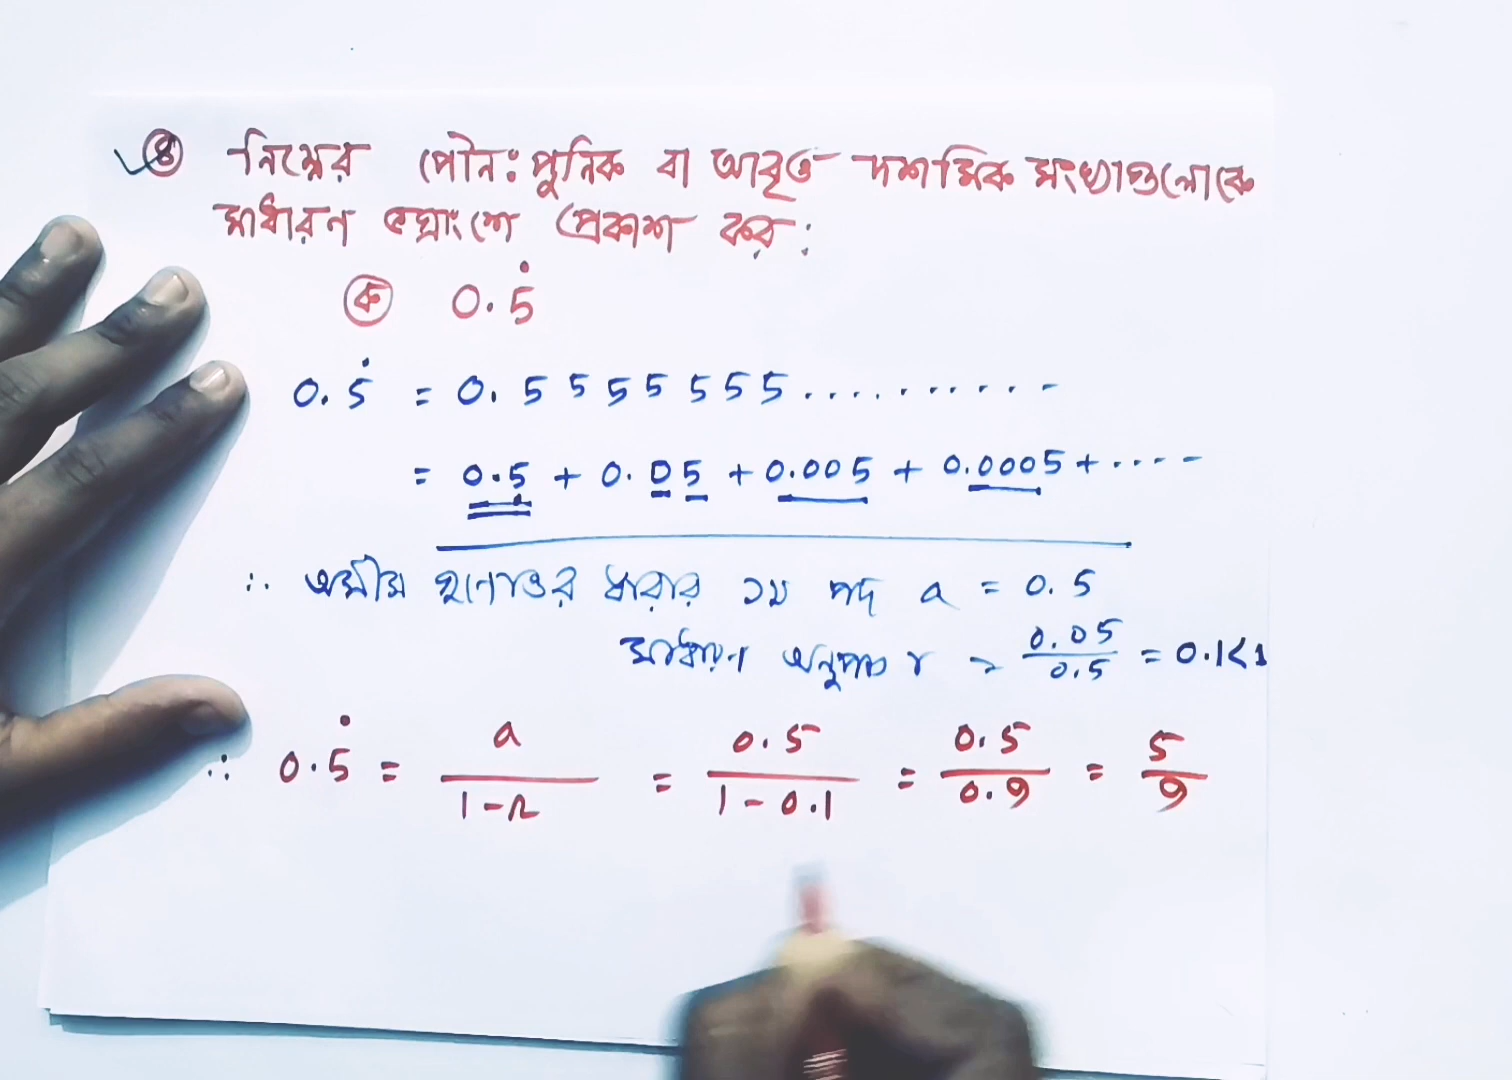 ৪ নিম্নের পৌনঃপুনিক বা আবৃত দশমিক সংখ্যাগুলোকে
সাধারণ ভগ্নাংশে প্রকাশ কর:
ক 0.5̇
0.5̇ = 0.5555555..........
= 0.5 + 0.05 + 0.005 + 0.0005 + ....
∴ অসীম গুণোত্তর ধারার ১ম পদ a = 0.5
সাধারণ অনুপাত r = 0.05/0.5 = 0.1<1
∴ 0.5̇ = a/(1-r) = 0.5/(1-0.1) = 0.5/0.9 = 5/9